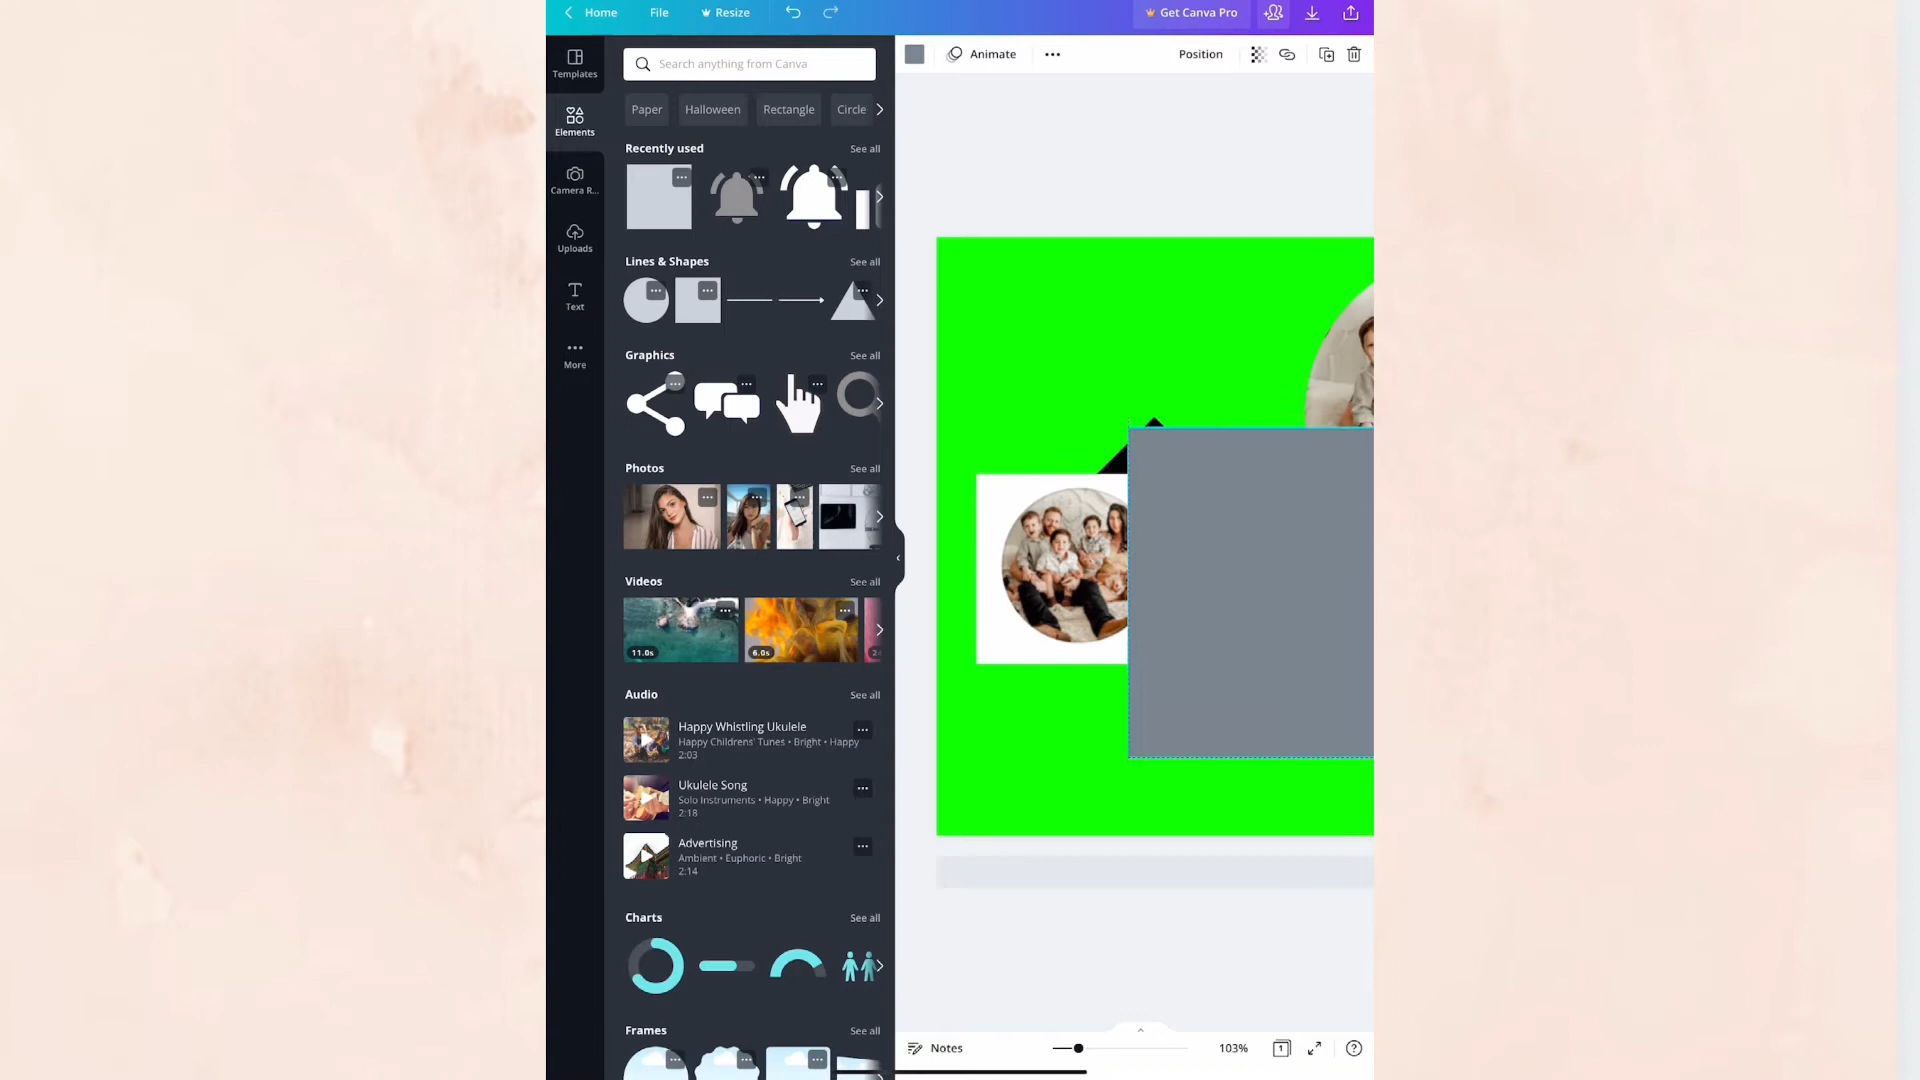 Home File Resize Get Canva Pro
Templates
Elements
Camera R...
Uploads
Text
More
Search anything from Canva
Paper Halloween Rectangle Circle
Recently used See all
Lines & Shapes See all
Graphics See all
Photos See all
Videos See all
11.0s 6.0s
Audio See all
Happy Whistling Ukulele
Happy Childrens' Tunes • Bright • Happy
2:03
Ukulele Song
Solo Instruments • Happy • Bright
2:18
Advertising
Ambient • Euphoric • Bright
2:14
Charts See all
Frames See all
Animate Position
Notes 103% 1